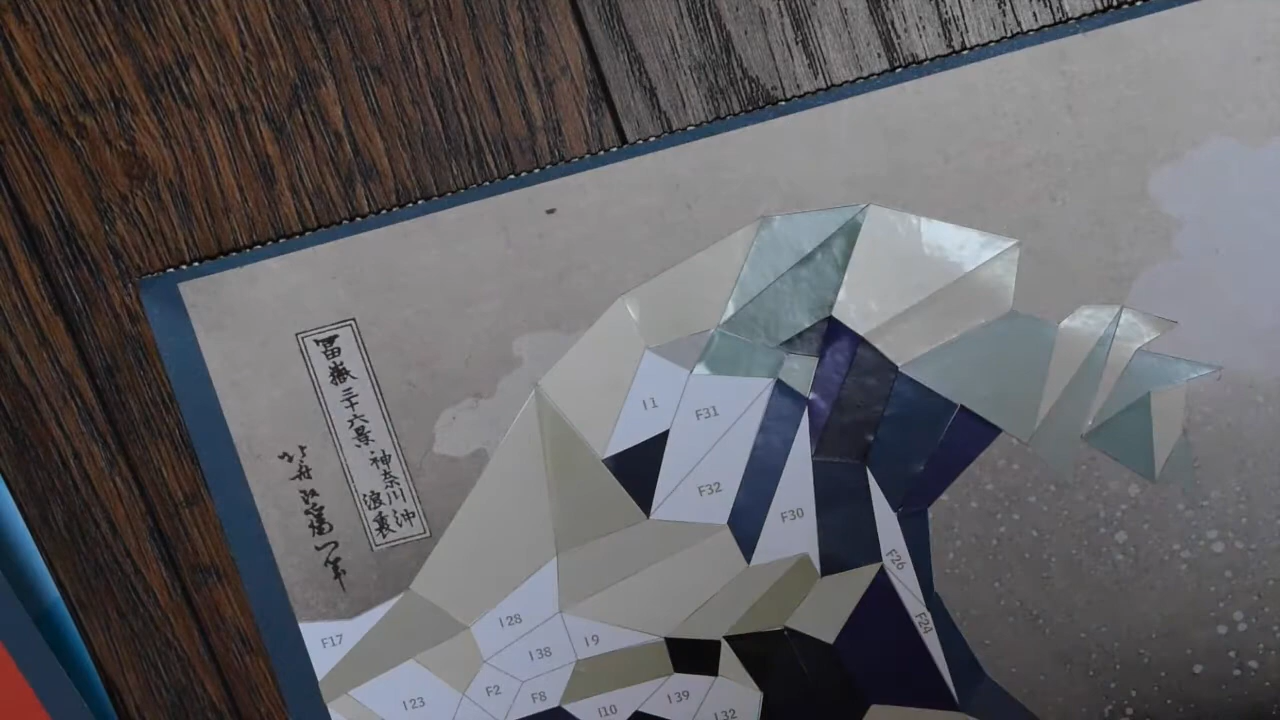 冨嶽三十六景 神奈川沖
浪裏
I1
F31
F32
F30
F26
F24
F17
I28
I9
I38
F2
F8
I23
I10
I39
I32